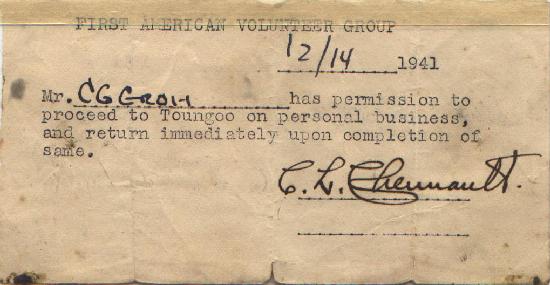 FIRST AMERICAN VOLUNTEER GROUP
12/14 1941
Mr. CG GROH has permission to
proceed to Toungoo on personal business,
and return immediately upon completion of
same.
C. L. Chennault.